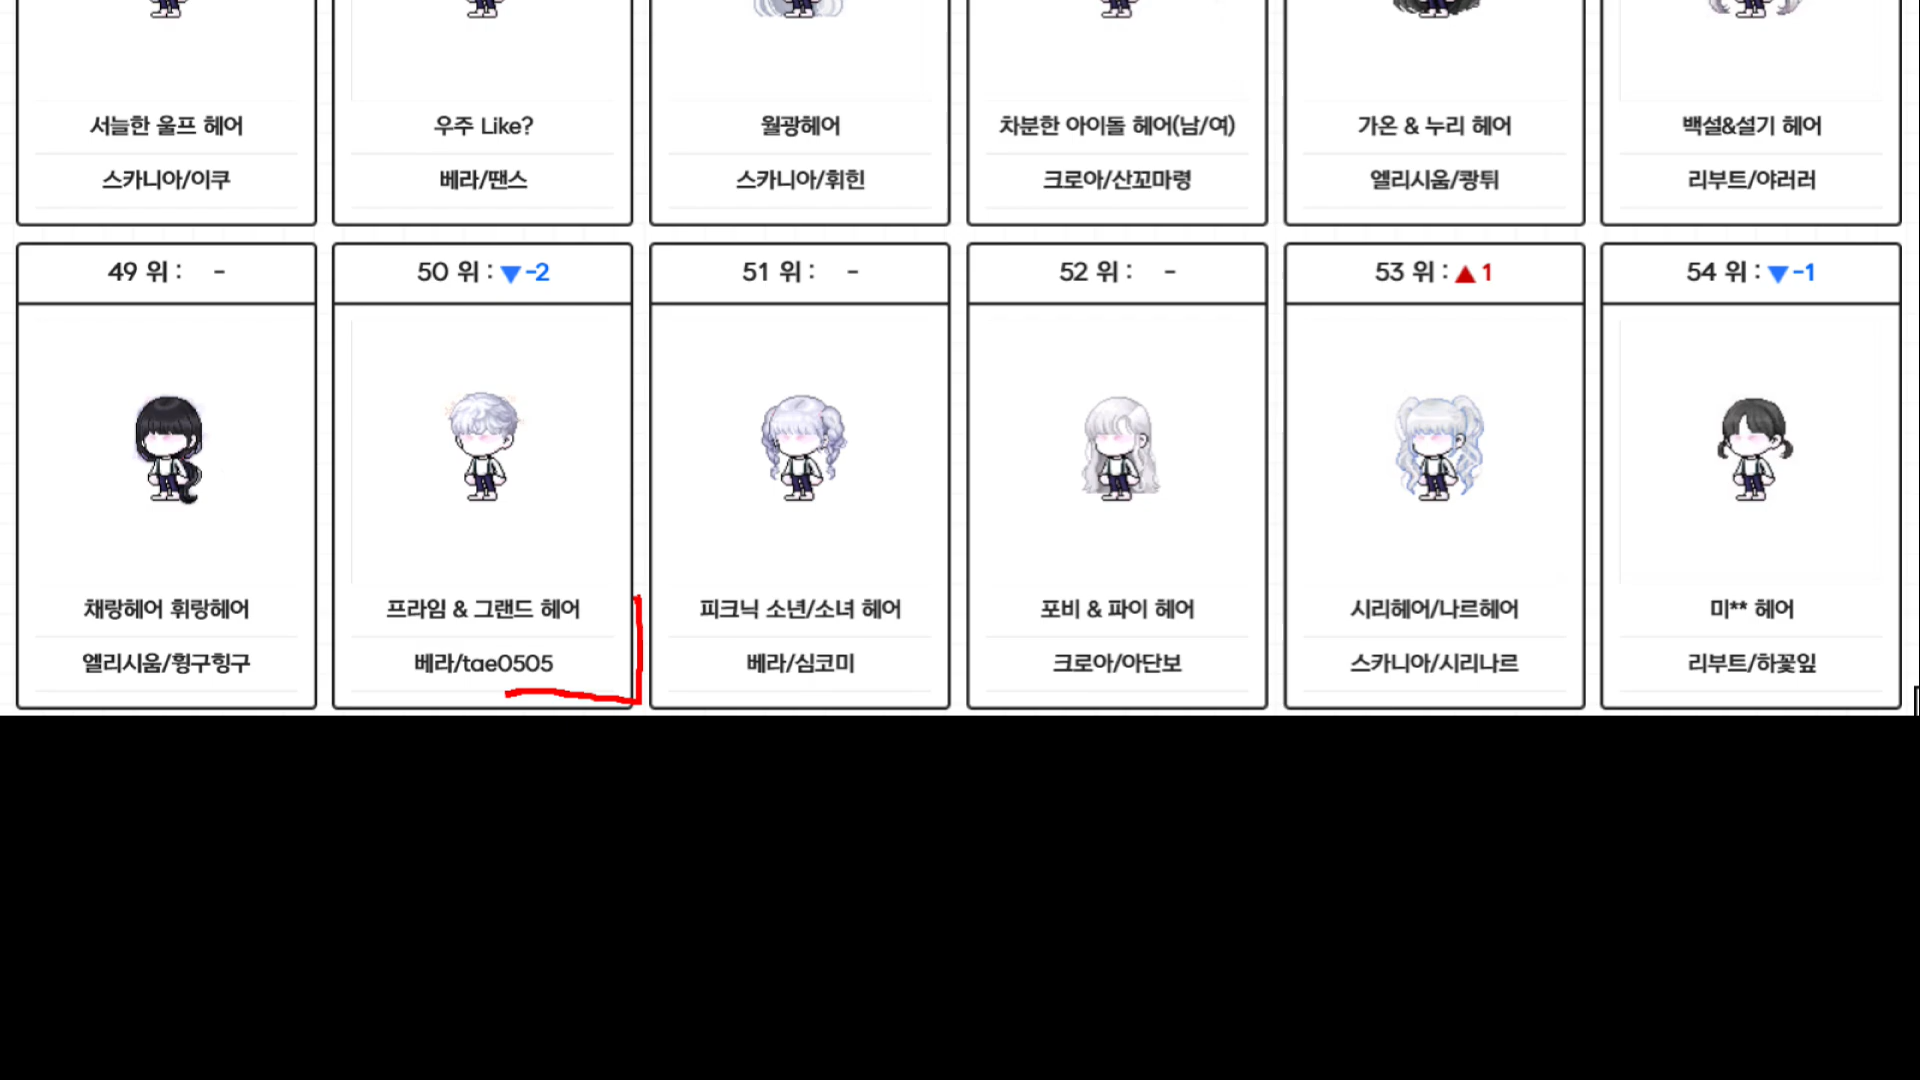 서늘한 울프 헤어
우주 Like?
월광헤어
차분한 아이돌 헤어(남/여)
가온 & 누리 헤어
백설&설기 헤어
스카니아/이쿠
베라/땐스
스카니아/휘힌
크로아/산꼬마령
엘리시움/쾅튀
리부트/야러러
49 위 : -
50 위 : ▼-2
51 위 : -
52 위 : -
53 위 : ▲1
54 위 : ▼-1
채랑헤어 휘랑헤어
프라임 & 그랜드 헤어
피크닉 소년/소녀 헤어
포비 & 파이 헤어
시리헤어/나르헤어
미** 헤어
엘리시움/휭구힝구
베라/tae0505
베라/심코미
크로아/아단보
스카니아/시리나르
리부트/하꽃잎